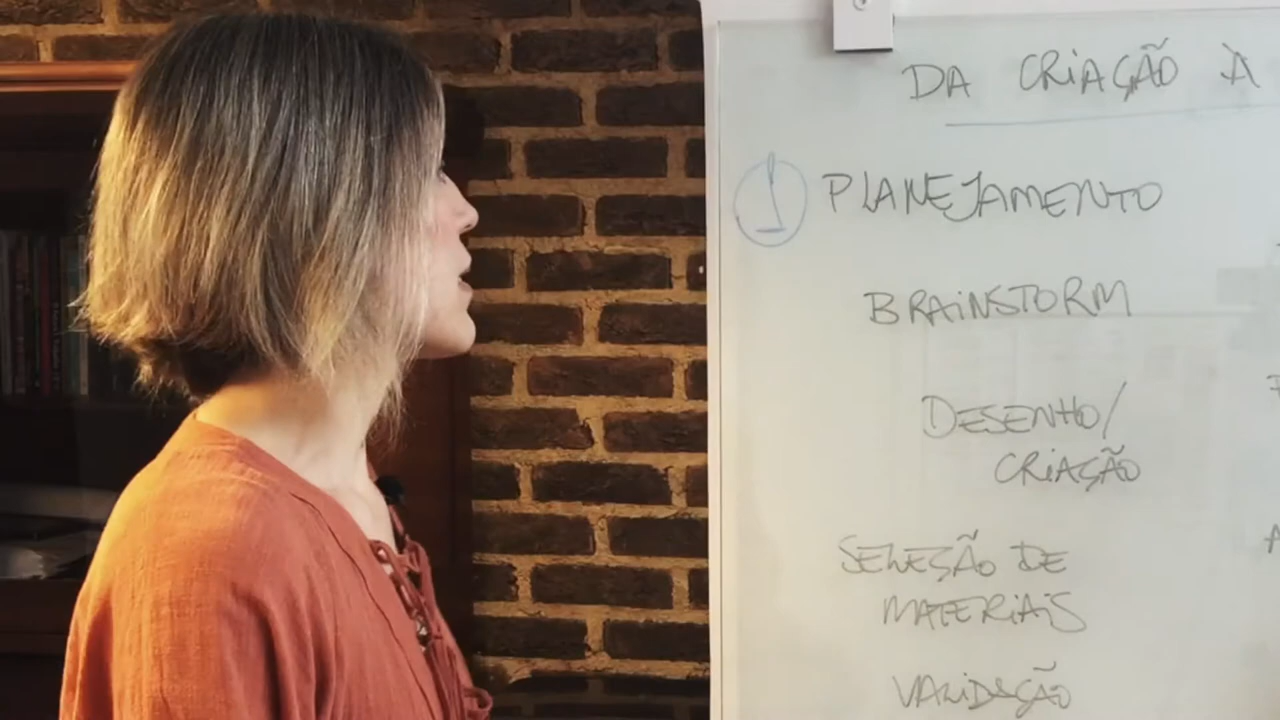 DA CRIAÇÃO A
1 PLANEJAMENTO
BRAINSTORM
DESENHO/
CRIAÇÃO
SELEÇÃO DE
MATERIAIS
VALIDAÇÃO